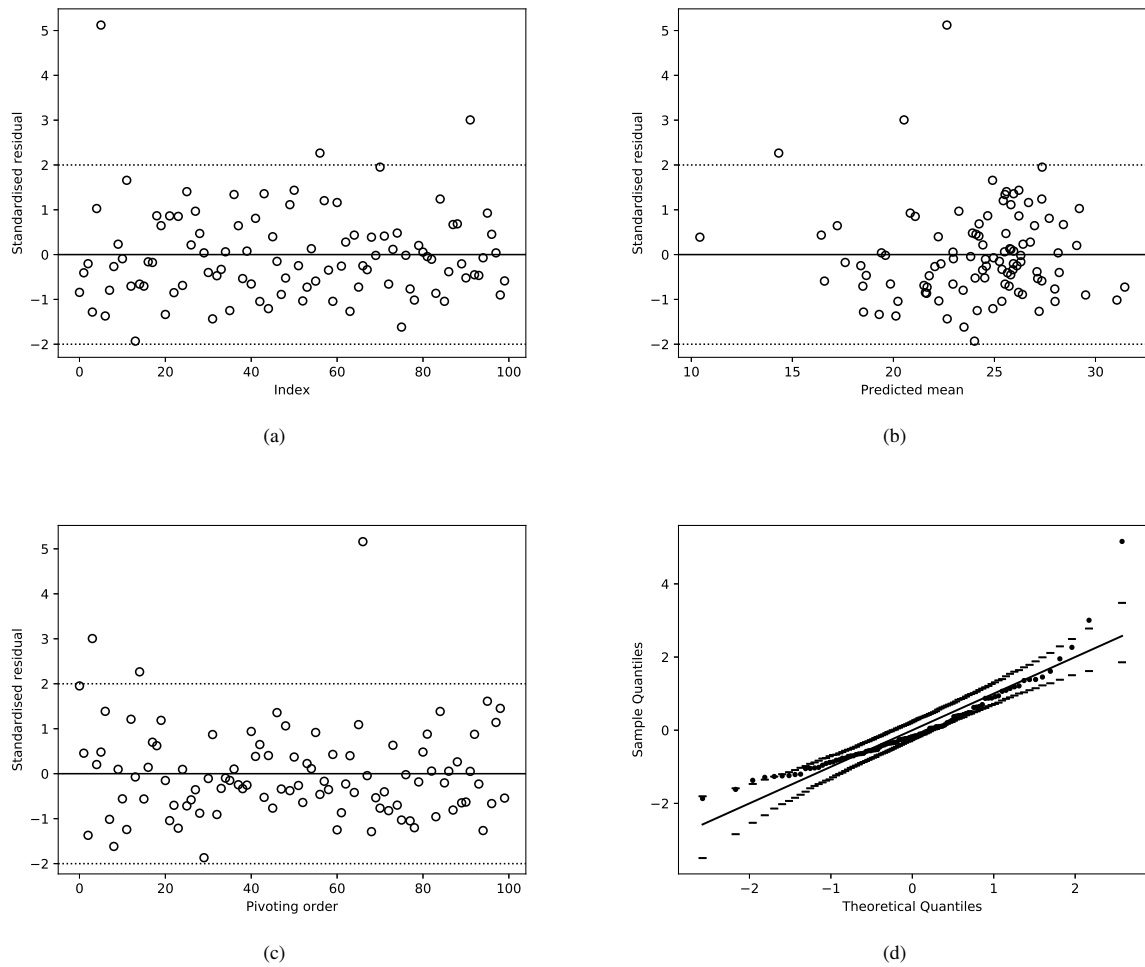 5
4
3
2
1
0
−1
−2
Standardised residual
0 20 40 60 80 100
Index
(a)
5
4
3
2
1
0
−1
−2
Standardised residual
10 15 20 25 30
Predicted mean
(b)
5
4
3
2
1
0
−1
−2
Standardised residual
0 20 40 60 80 100
Pivoting order
(c)
4
2
0
−2
Sample Quantiles
−2 −1 0 1 2
Theoretical Quantiles
(d)